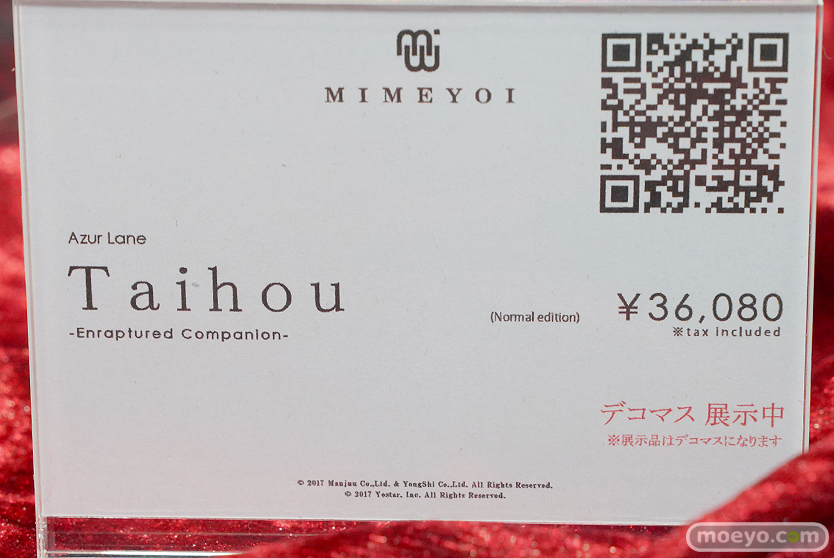 MIMEYOI
Azur Lane
Taihou
-Enraptured Companion-
(Normal edition)
￥36,080
※tax included
デコマス 展示中
※展示品はデコマスになります
© 2017 Manjuu Co.,Ltd. & YongShi Co.,Ltd. All Rights Reserved.
© 2017 Yostar, Inc. All Rights Reserved.
moeyo.com